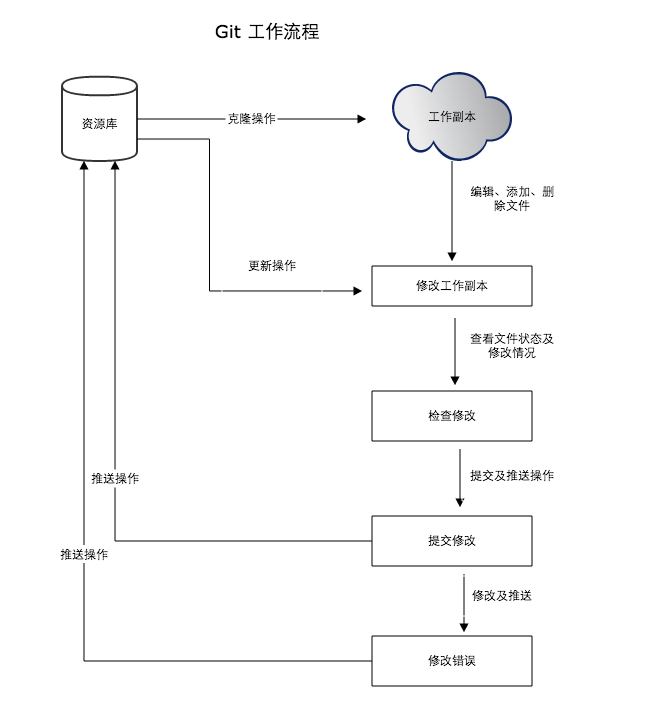 Git 工作流程
资源库
克隆操作
工作副本
编辑、添加、删
除文件
更新操作
修改工作副本
查看文件状态及
修改情况
检查修改
推送操作
提交及推送操作
提交修改
推送操作
修改及推送
修改错误